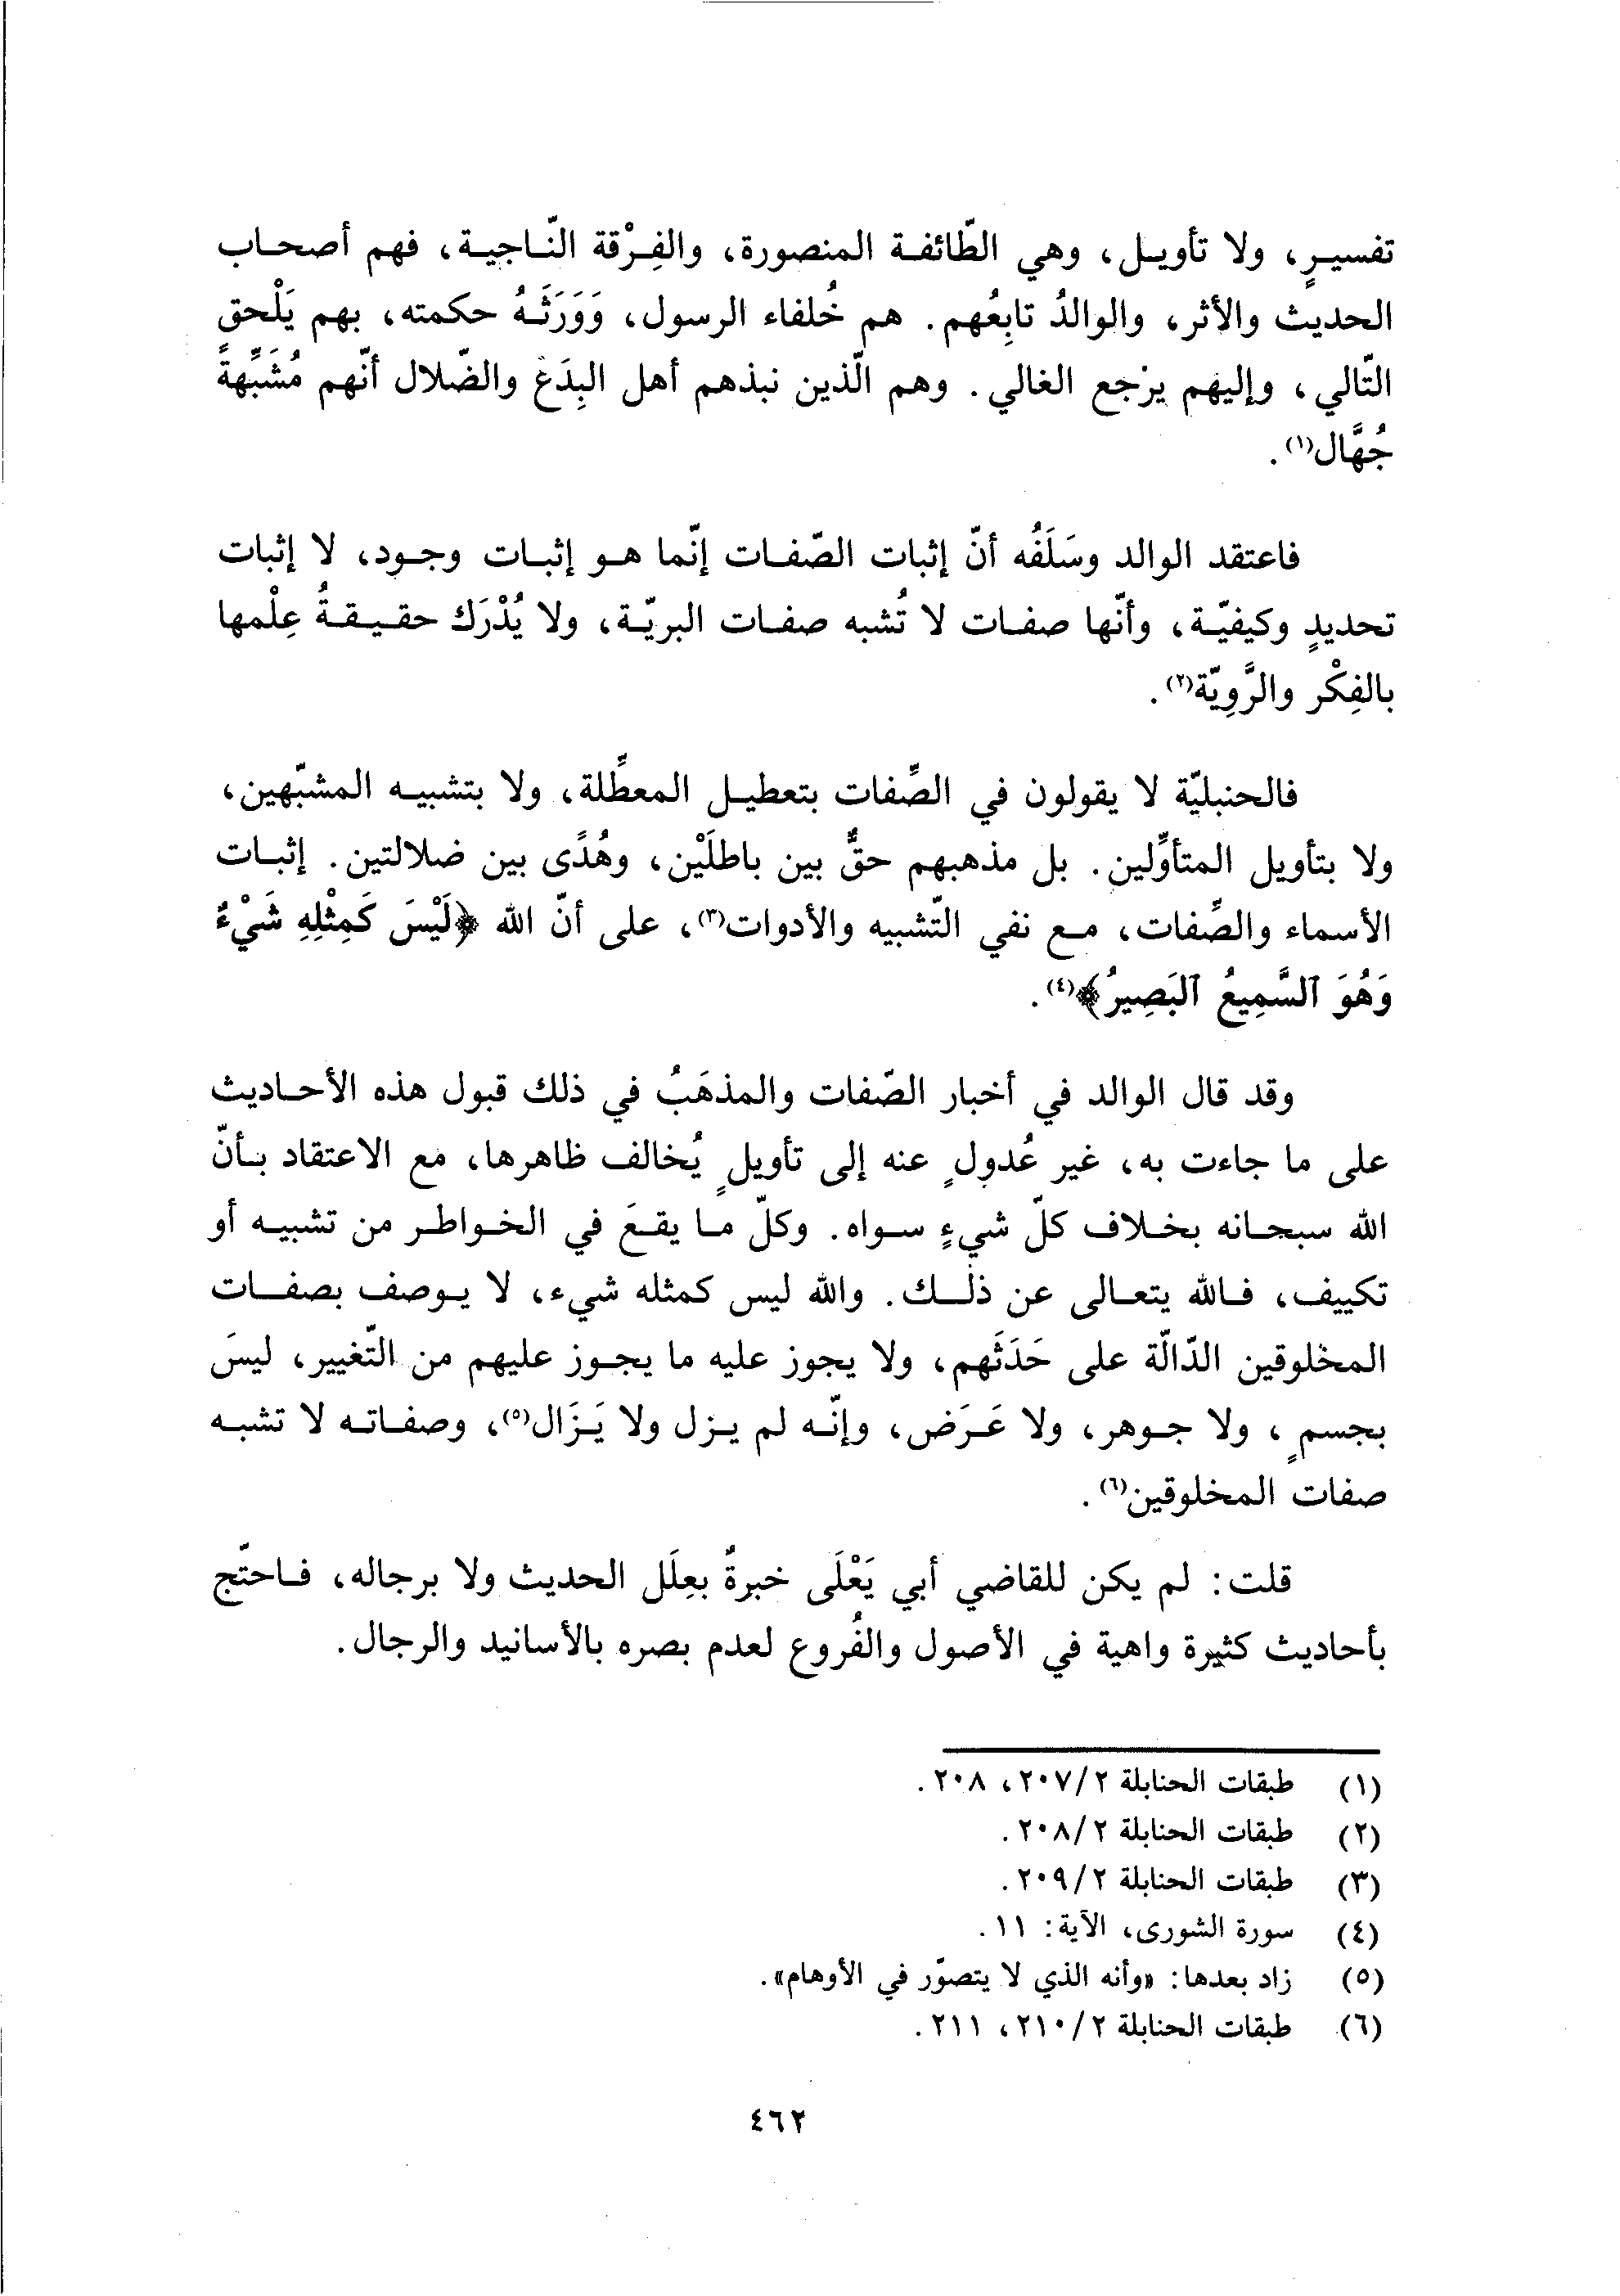 تفسيرٍ، ولا تأويل، وهي الطّائفة المنصورة، والفِرْقة النّاجية، فهم أصحاب
الحديث والأثر، والوالدُ تابِعُهم. هم خُلفاء الرسول، وَوَرَثَهُ حكمته، بهم يَلْحق
التّالي، وإليهم يرْجع الغالي. وهم الّذين نبذهم أهل البِدَع والضّلال أنّهم مُشَبِّهةٌ
جُهَّال(١).
فاعتقد الوالد وسَلَفُه أنّ إثبات الصّفات إنّما هو إثبات وجود، لا إثبات
تحديدٍ وكيفيّة، وأنّها صفات لا تُشبه صفات البريّة، ولا يُدْرَك حقيقةُ عِلْمها
بالفِكْر والرَّوِيّة(٢).
فالحنبليّة لا يقولون في الصِّفات بتعطيل المعطِّلة، ولا بتشبيه المشبّهين،
ولا بتأويل المتأوِّلين. بل مذهبهم حقٌّ بين باطلَيْن، وهُدًى بين ضلالتين. إثبات
الأسماء والصِّفات، مع نفي التّشبيه والأدوات(٣)، على أنّ الله ﴿لَيْسَ كَمِثْلِهِ شَيْءٌ
وَهُوَ ٱلسَّمِيعُ ٱلبَصِيرُ﴾(٤).
وقد قال الوالد في أخبار الصّفات والمذهَبُ في ذلك قبول هذه الأحاديث
على ما جاءت به، غير عُدولٍ عنه إلى تأويلٍ يُخالف ظاهرها، مع الاعتقاد بأنّ
الله سبحانه بخلاف كلّ شيءٍ سواه. وكلّ ما يقعَ في الخواطر من تشبيه أو
تكييف، فالله يتعالى عن ذلك. والله ليس كمثله شيء، لا يوصف بصفات
المخلوقين الدّالّة على حَدَثَهم، ولا يجوز عليه ما يجوز عليهم من التّغيير، ليسَ
بجسمٍ، ولا جوهر، ولا عَرَض، وإنّه لم يزل ولا يَزَال(٥)، وصفاته لا تشبه
صفات المخلوقين(٦).
قلت: لم يكن للقاضي أبي يَعْلَى خبرةٌ بعِلَل الحديث ولا برجاله، فاحتّج
بأحاديث كثيرة واهية في الأصول والفُروع لعدم بصره بالأسانيد والرجال.
(١) طبقات الحنابلة ٢٠٧/٢، ٢٠٨.
(٢) طبقات الحنابلة ٢٠٨/٢.
(٣) طبقات الحنابلة ٢٠٩/٢.
(٤) سورة الشورى، الآية: ١١.
(٥) زاد بعدها: «وأنه الذي لا يتصوّر في الأوهام».
(٦) طبقات الحنابلة ٢١٠/٢، ٢١١.
٤٦٢